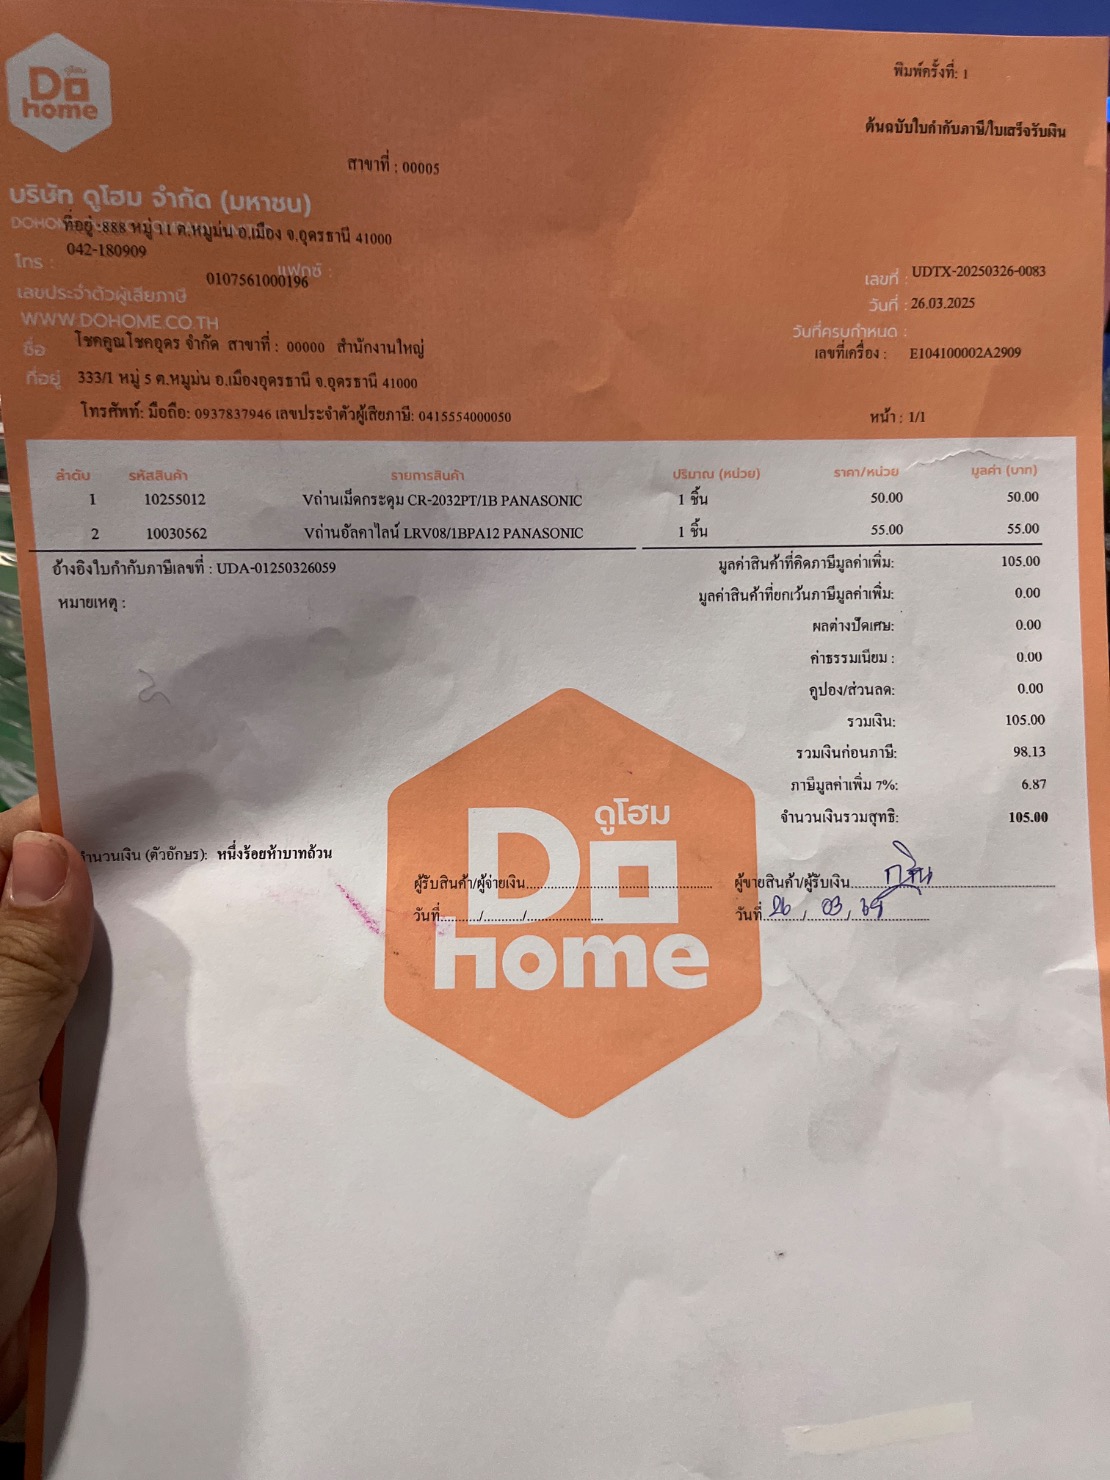 ดูโฮม
Do
home
พิมพ์ครั้งที่: 1
ต้นฉบับใบกำกับภาษี/ใบเสร็จรับเงิน
สาขาที่ : 00005
บริษัท ดูโฮม จำกัด (มหาชน)
ที่อยู่ :888 หมู่ 11 ต.หมูม่น อ.เมือง จ.อุดรธานี 41000
โทร : 042-180909 แฟกซ์ :
เลขประจำตัวผู้เสียภาษี 0107561000196
WWW.DOHOME.CO.TH
เลขที่ : UDTX-20250326-0083
วันที่ : 26.03.2025
วันที่ครบกำหนด :
เลขที่เครื่อง : E104100002A2909
ชื่อ โชคคูณโชคอุดร จำกัด สาขาที่ : 00000 สำนักงานใหญ่
ที่อยู่ 333/1 หมู่ 5 ต.หมูม่น อ.เมืองอุดรธานี จ.อุดรธานี 41000
โทรศัพท์: มือถือ: 0937837946 เลขประจำตัวผู้เสียภาษี: 0415554000050
หน้า : 1/1
ลำดับ รหัสสินค้า รายการสินค้า ปริมาณ (หน่วย) ราคา/หน่วย มูลค่า (บาท)
1 10255012 Vถ่านเม็ดกระดุม CR-2032PT/1B PANASONIC 1 ชิ้น 50.00 50.00
2 10030562 Vถ่านอัลคาไลน์ LRV08/1BPA12 PANASONIC 1 ชิ้น 55.00 55.00
อ้างอิงใบกำกับภาษีเลขที่ : UDA-01250326059
หมายเหตุ :
มูลค่าสินค้าที่คิดภาษีมูลค่าเพิ่ม: 105.00
มูลค่าสินค้าที่ยกเว้นภาษีมูลค่าเพิ่ม: 0.00
ผลต่างปัดเศษ: 0.00
ค่าธรรมเนียม : 0.00
คูปอง/ส่วนลด: 0.00
รวมเงิน: 105.00
รวมเงินก่อนภาษี: 98.13
ภาษีมูลค่าเพิ่ม 7%: 6.87
จำนวนเงินรวมสุทธิ: 105.00
จำนวนเงิน (ตัวอักษร): หนึ่งร้อยห้าบาทถ้วน
ดูโฮม
Do
home
ผู้รับสินค้า/ผู้จ่ายเงิน
วันที่ / /
ผู้ขายสินค้า/ผู้รับเงิน
วันที่ 26 / 03 / 68